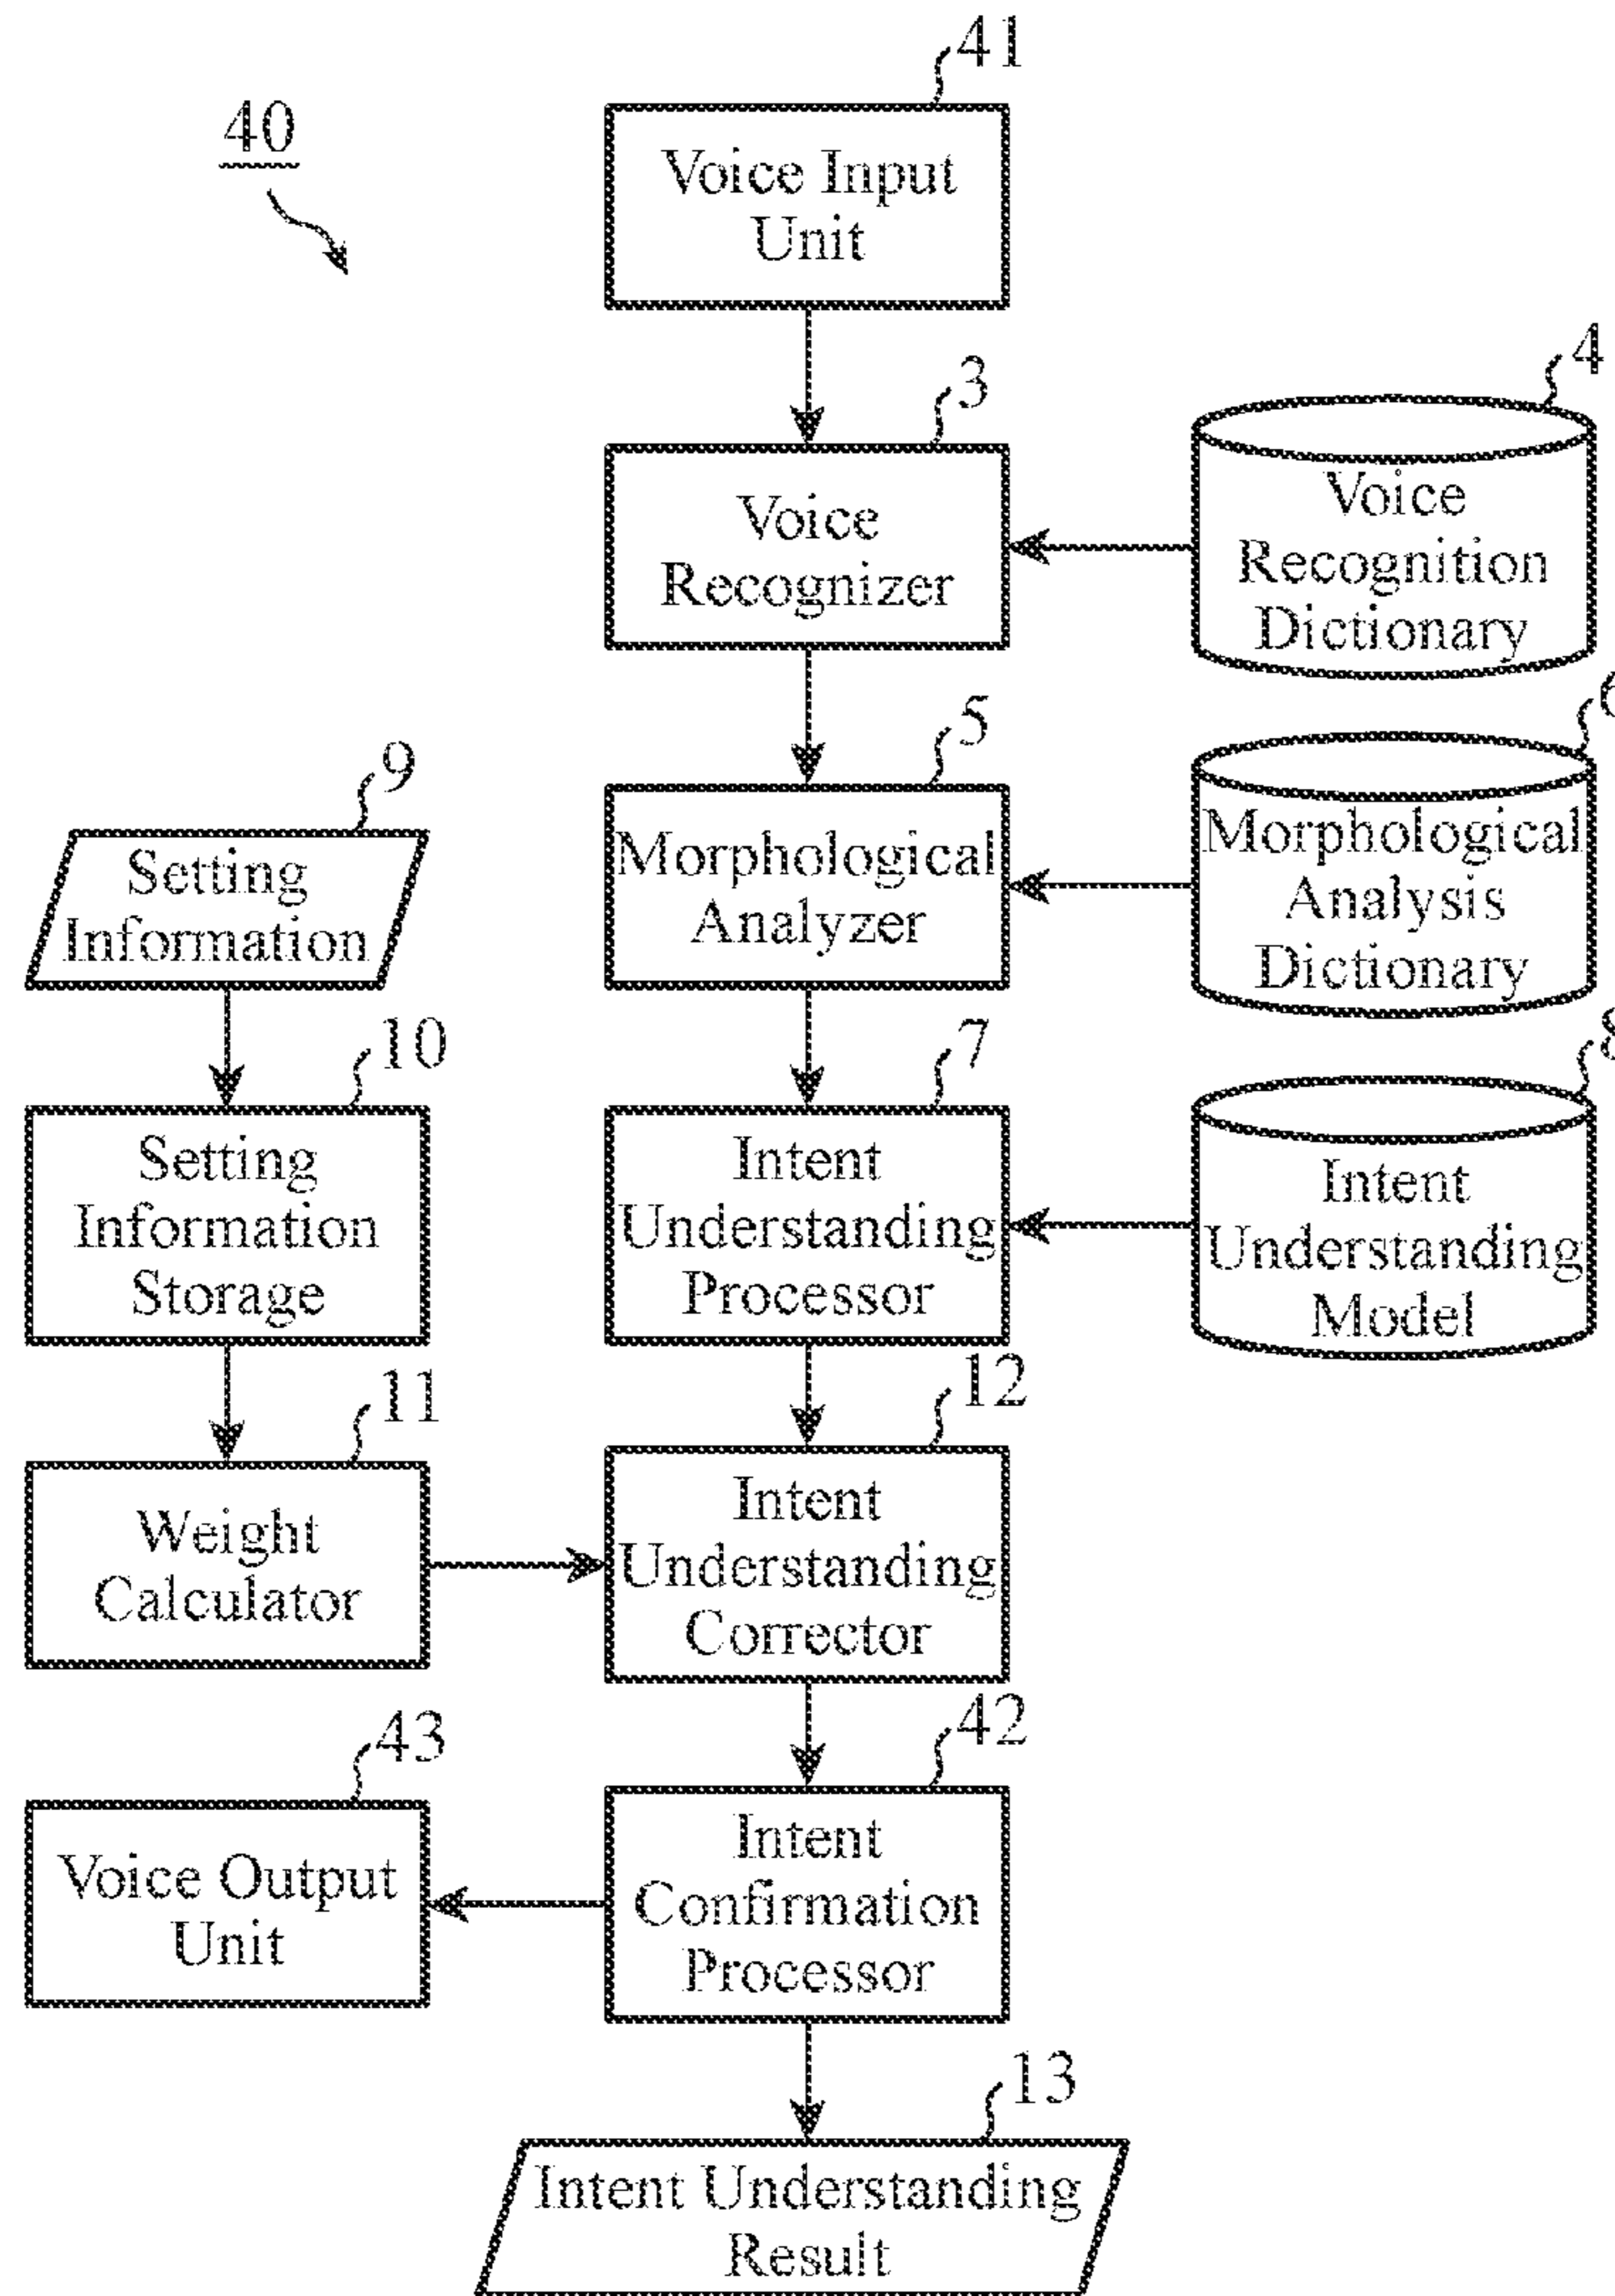 41
40
Voice Input
Unit
3
4
Voice
Recognizer
Voice
Recognition
Dictionary
5
6
9
Setting
Information
Morphological
Analyzer
Morphological
Analysis
Dictionary
10
7
8
Setting
Information
Storage
Intent
Understanding
Processor
Intent
Understanding
Model
11
12
Weight
Calculator
Intent
Understanding
Corrector
43
42
Voice Output
Unit
Intent
Confirmation
Processor
13
Intent Understanding
Result